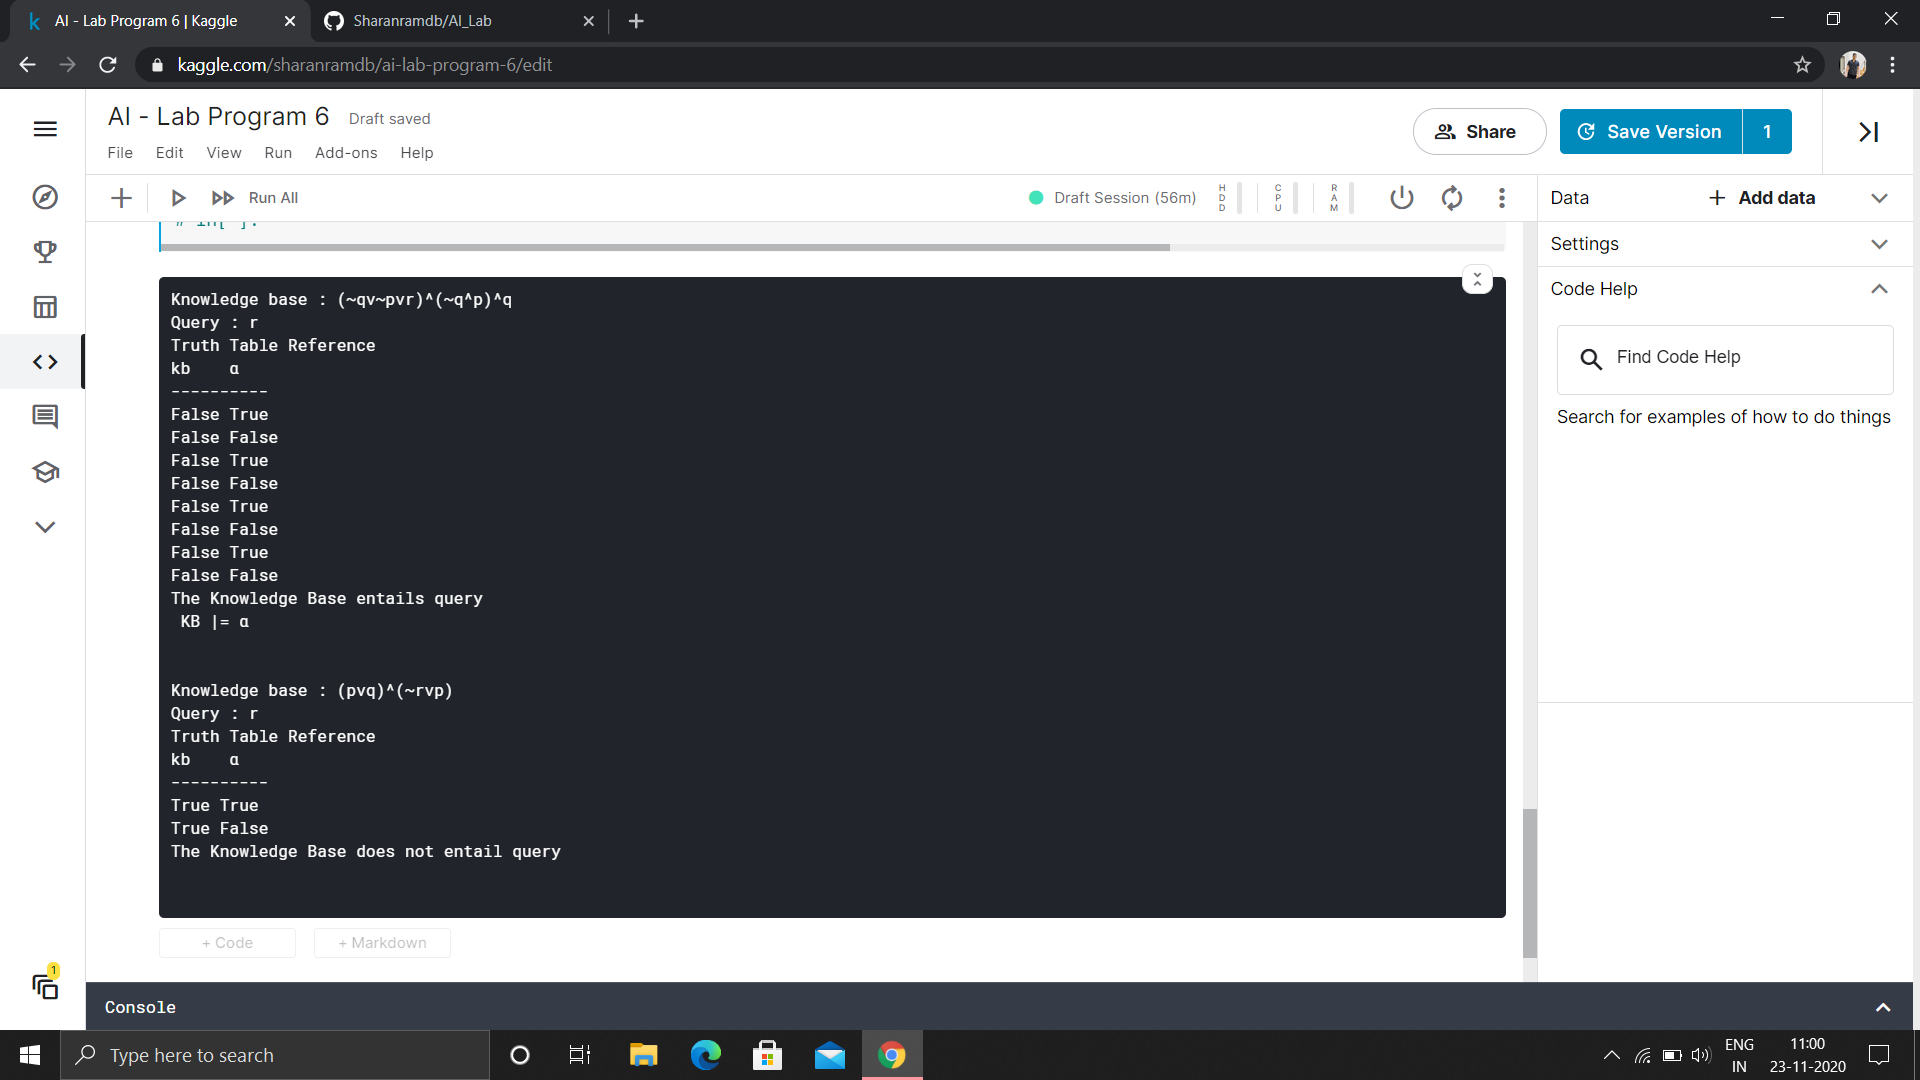 AI - Lab Program 6 | Kaggle
Sharanramdb/AI_Lab
kaggle.com/sharanramdb/ai-lab-program-6/edit
AI - Lab Program 6 Draft saved
Share
Save Version 1
File Edit View Run Add-ons Help
Run All
Draft Session (56m)
HDD
CPU
RAM
Data
Add data
Settings
Code Help
Find Code Help
Search for examples of how to do things
# In[ ]:
Knowledge base : (~qv~pvr)^(~q^p)^q
Query : r
Truth Table Reference
kb α
----------
False True
False False
False True
False False
False True
False False
False True
False False
The Knowledge Base entails query
KB |= α
Knowledge base : (pvq)^(~rvp)
Query : r
Truth Table Reference
kb α
----------
True True
True False
The Knowledge Base does not entail query
+ Code + Markdown
1
Console
Type here to search
ENG
IN
11:00
23-11-2020